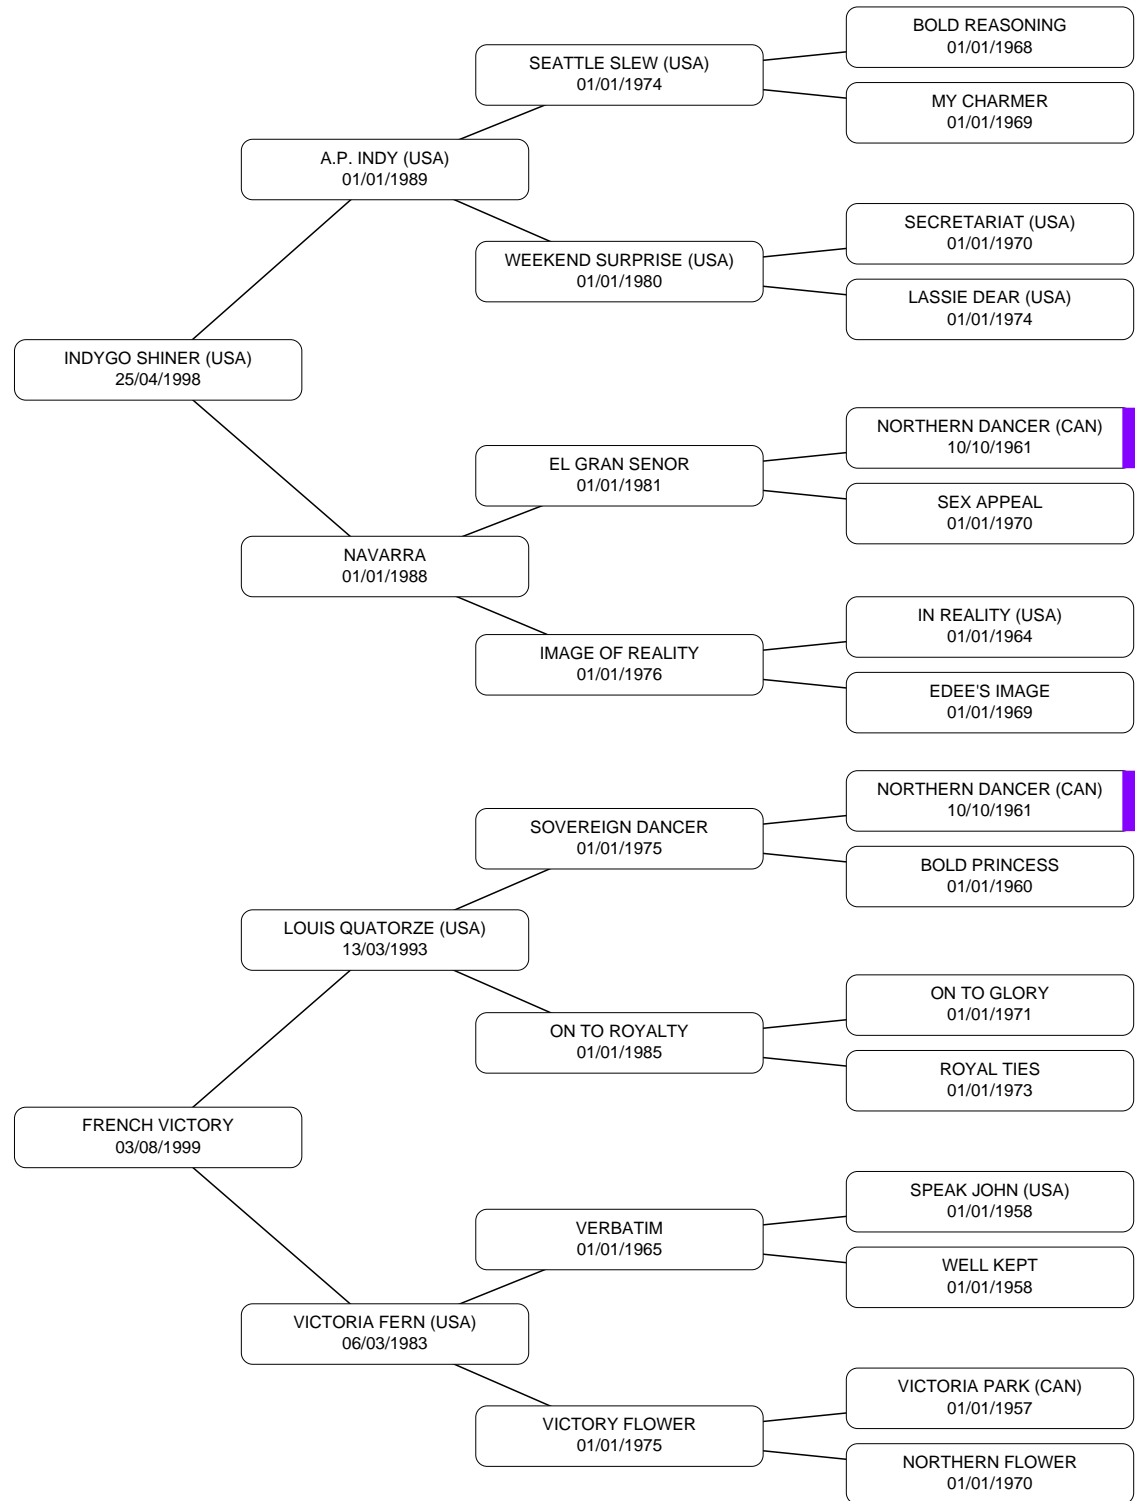 BOLD REASONING
01/01/1968
SEATTLE SLEW (USA)
01/01/1974
MY CHARMER
01/01/1969
A.P. INDY (USA)
01/01/1989
SECRETARIAT (USA)
01/01/1970
WEEKEND SURPRISE (USA)
01/01/1980
LASSIE DEAR (USA)
01/01/1974
INDYGO SHINER (USA)
25/04/1998
NORTHERN DANCER (CAN)
10/10/1961
EL GRAN SENOR
01/01/1981
SEX APPEAL
01/01/1970
NAVARRA
01/01/1988
IN REALITY (USA)
01/01/1964
IMAGE OF REALITY
01/01/1976
EDEE'S IMAGE
01/01/1969
NORTHERN DANCER (CAN)
10/10/1961
SOVEREIGN DANCER
01/01/1975
BOLD PRINCESS
01/01/1960
LOUIS QUATORZE (USA)
13/03/1993
ON TO GLORY
01/01/1971
ON TO ROYALTY
01/01/1985
ROYAL TIES
01/01/1973
FRENCH VICTORY
03/08/1999
SPEAK JOHN (USA)
01/01/1958
VERBATIM
01/01/1965
WELL KEPT
01/01/1958
VICTORIA FERN (USA)
06/03/1983
VICTORIA PARK (CAN)
01/01/1957
VICTORY FLOWER
01/01/1975
NORTHERN FLOWER
01/01/1970